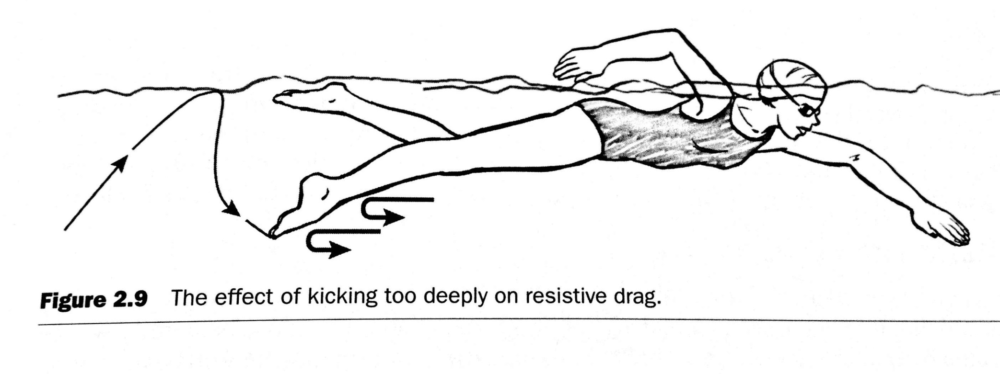 Figure 2.9 The effect of kicking too deeply on resistive drag.